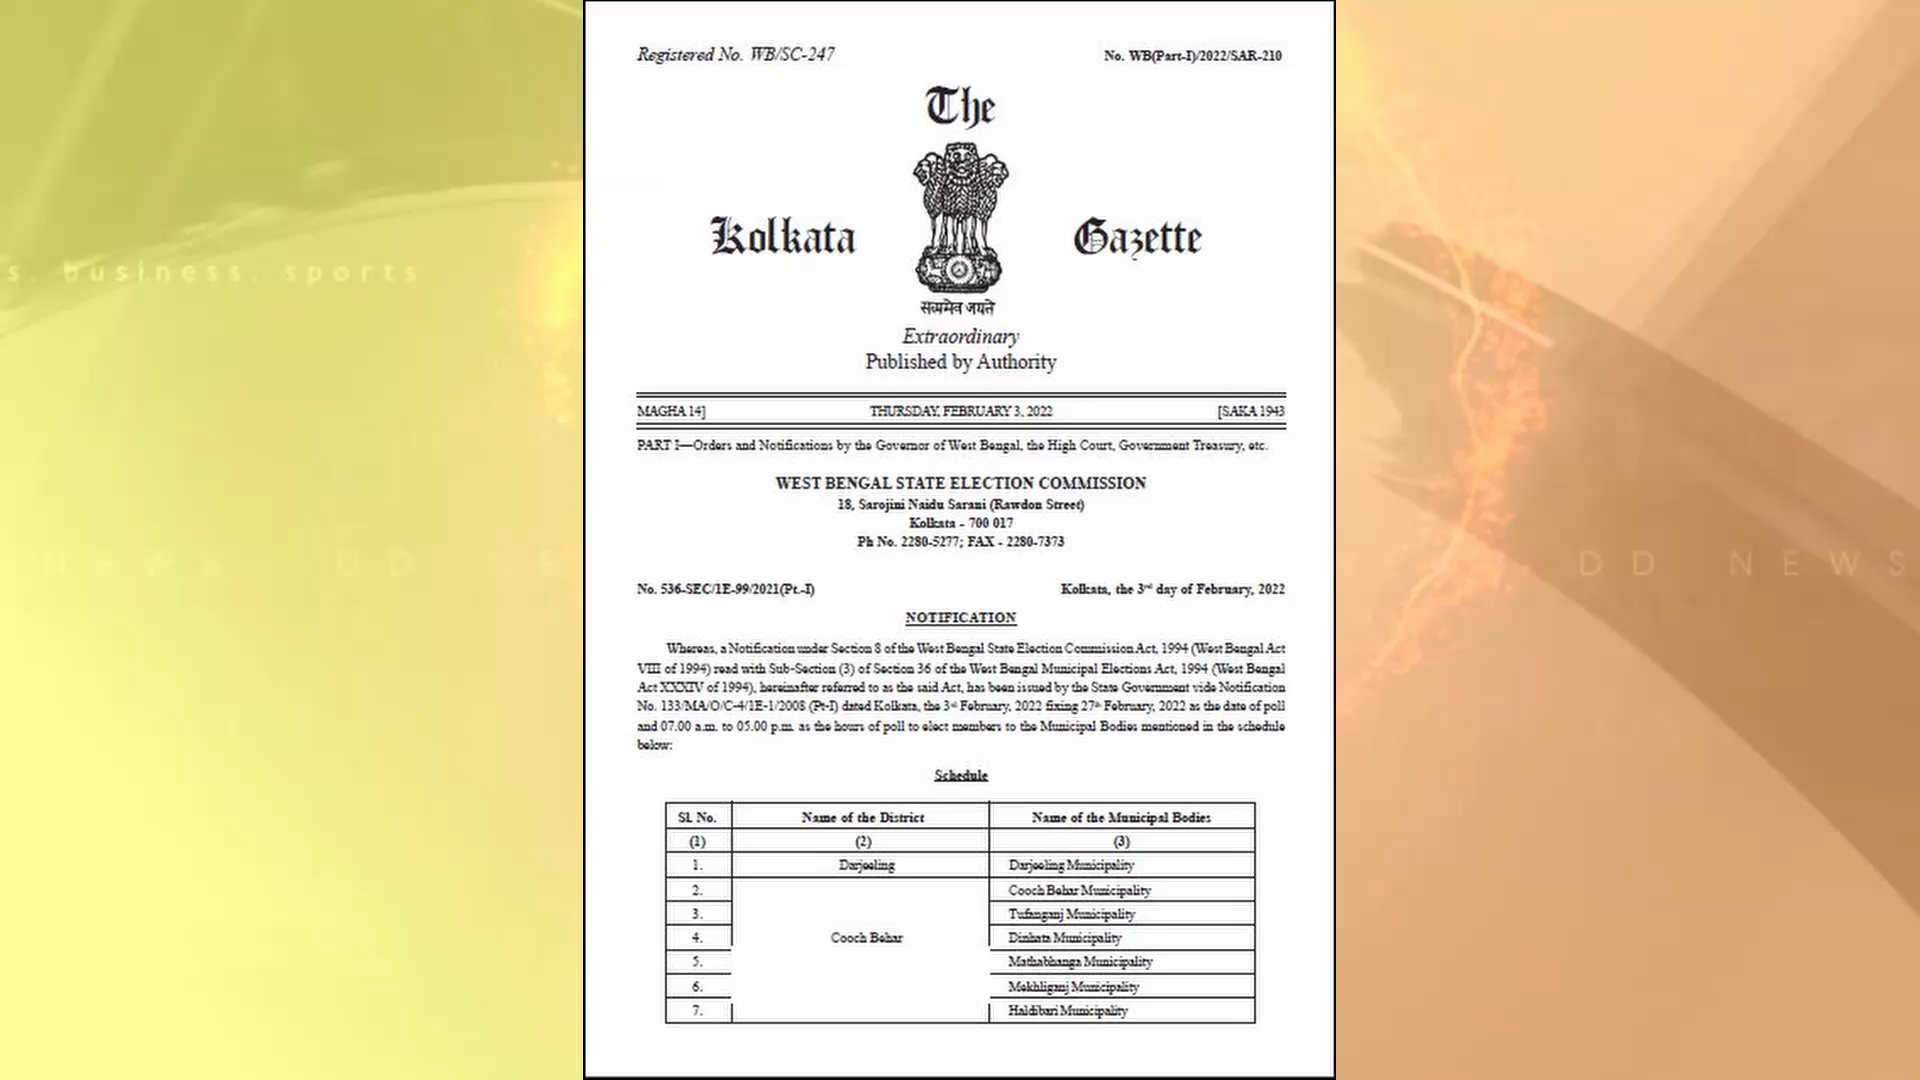 Registered No. WB/SC-247
No. WB(Part-I)/2022/SAR-210
The
Kolkata Gazette
सत्यमेव जयते
Extraordinary
Published by Authority
MAGHA 14] THURSDAY, FEBRUARY 3, 2022 [SAKA 1943
PART I—Orders and Notifications by the Governor of West Bengal, the High Court, Government Treasury, etc.
WEST BENGAL STATE ELECTION COMMISSION
18, Sarojini Naidu Sarani (Rawdon Street)
Kolkata - 700 017
Ph No. 2280-5277; FAX - 2280-7373
No. 536-SEC/1E-99/2021(Pt.-I) Kolkata, the 3rd day of February, 2022
NOTIFICATION
Whereas, a Notification under Section 8 of the West Bengal State Election Commission Act, 1994 (West Bengal Act
VIII of 1994) read with Sub-Section (3) of Section 36 of the West Bengal Municipal Elections Act, 1994 (West Bengal
Act XXXIV of 1994), hereinafter referred to as the said Act, has been issued by the State Government vide Notification
No. 133/MA/O/C-4/1E-1/2008 (Pt-I) dated Kolkata, the 3rd February, 2022 fixing 27th February, 2022 as the date of poll
and 07.00 a.m. to 05.00 p.m. as the hours of poll to elect members to the Municipal Bodies mentioned in the schedule
below:
Schedule
Sl. No. Name of the District Name of the Municipal Bodies
(1) (2) (3)
1. Darjeeling Darjeeling Municipality
2. Cooch Behar Municipality
3. Tufanganj Municipality
4. Cooch Behar Dinhata Municipality
5. Mathabhanga Municipality
6. Mekhliganj Municipality
7. Haldibari Municipality
s. business. sports
NEWS DD NE
DD NEWS